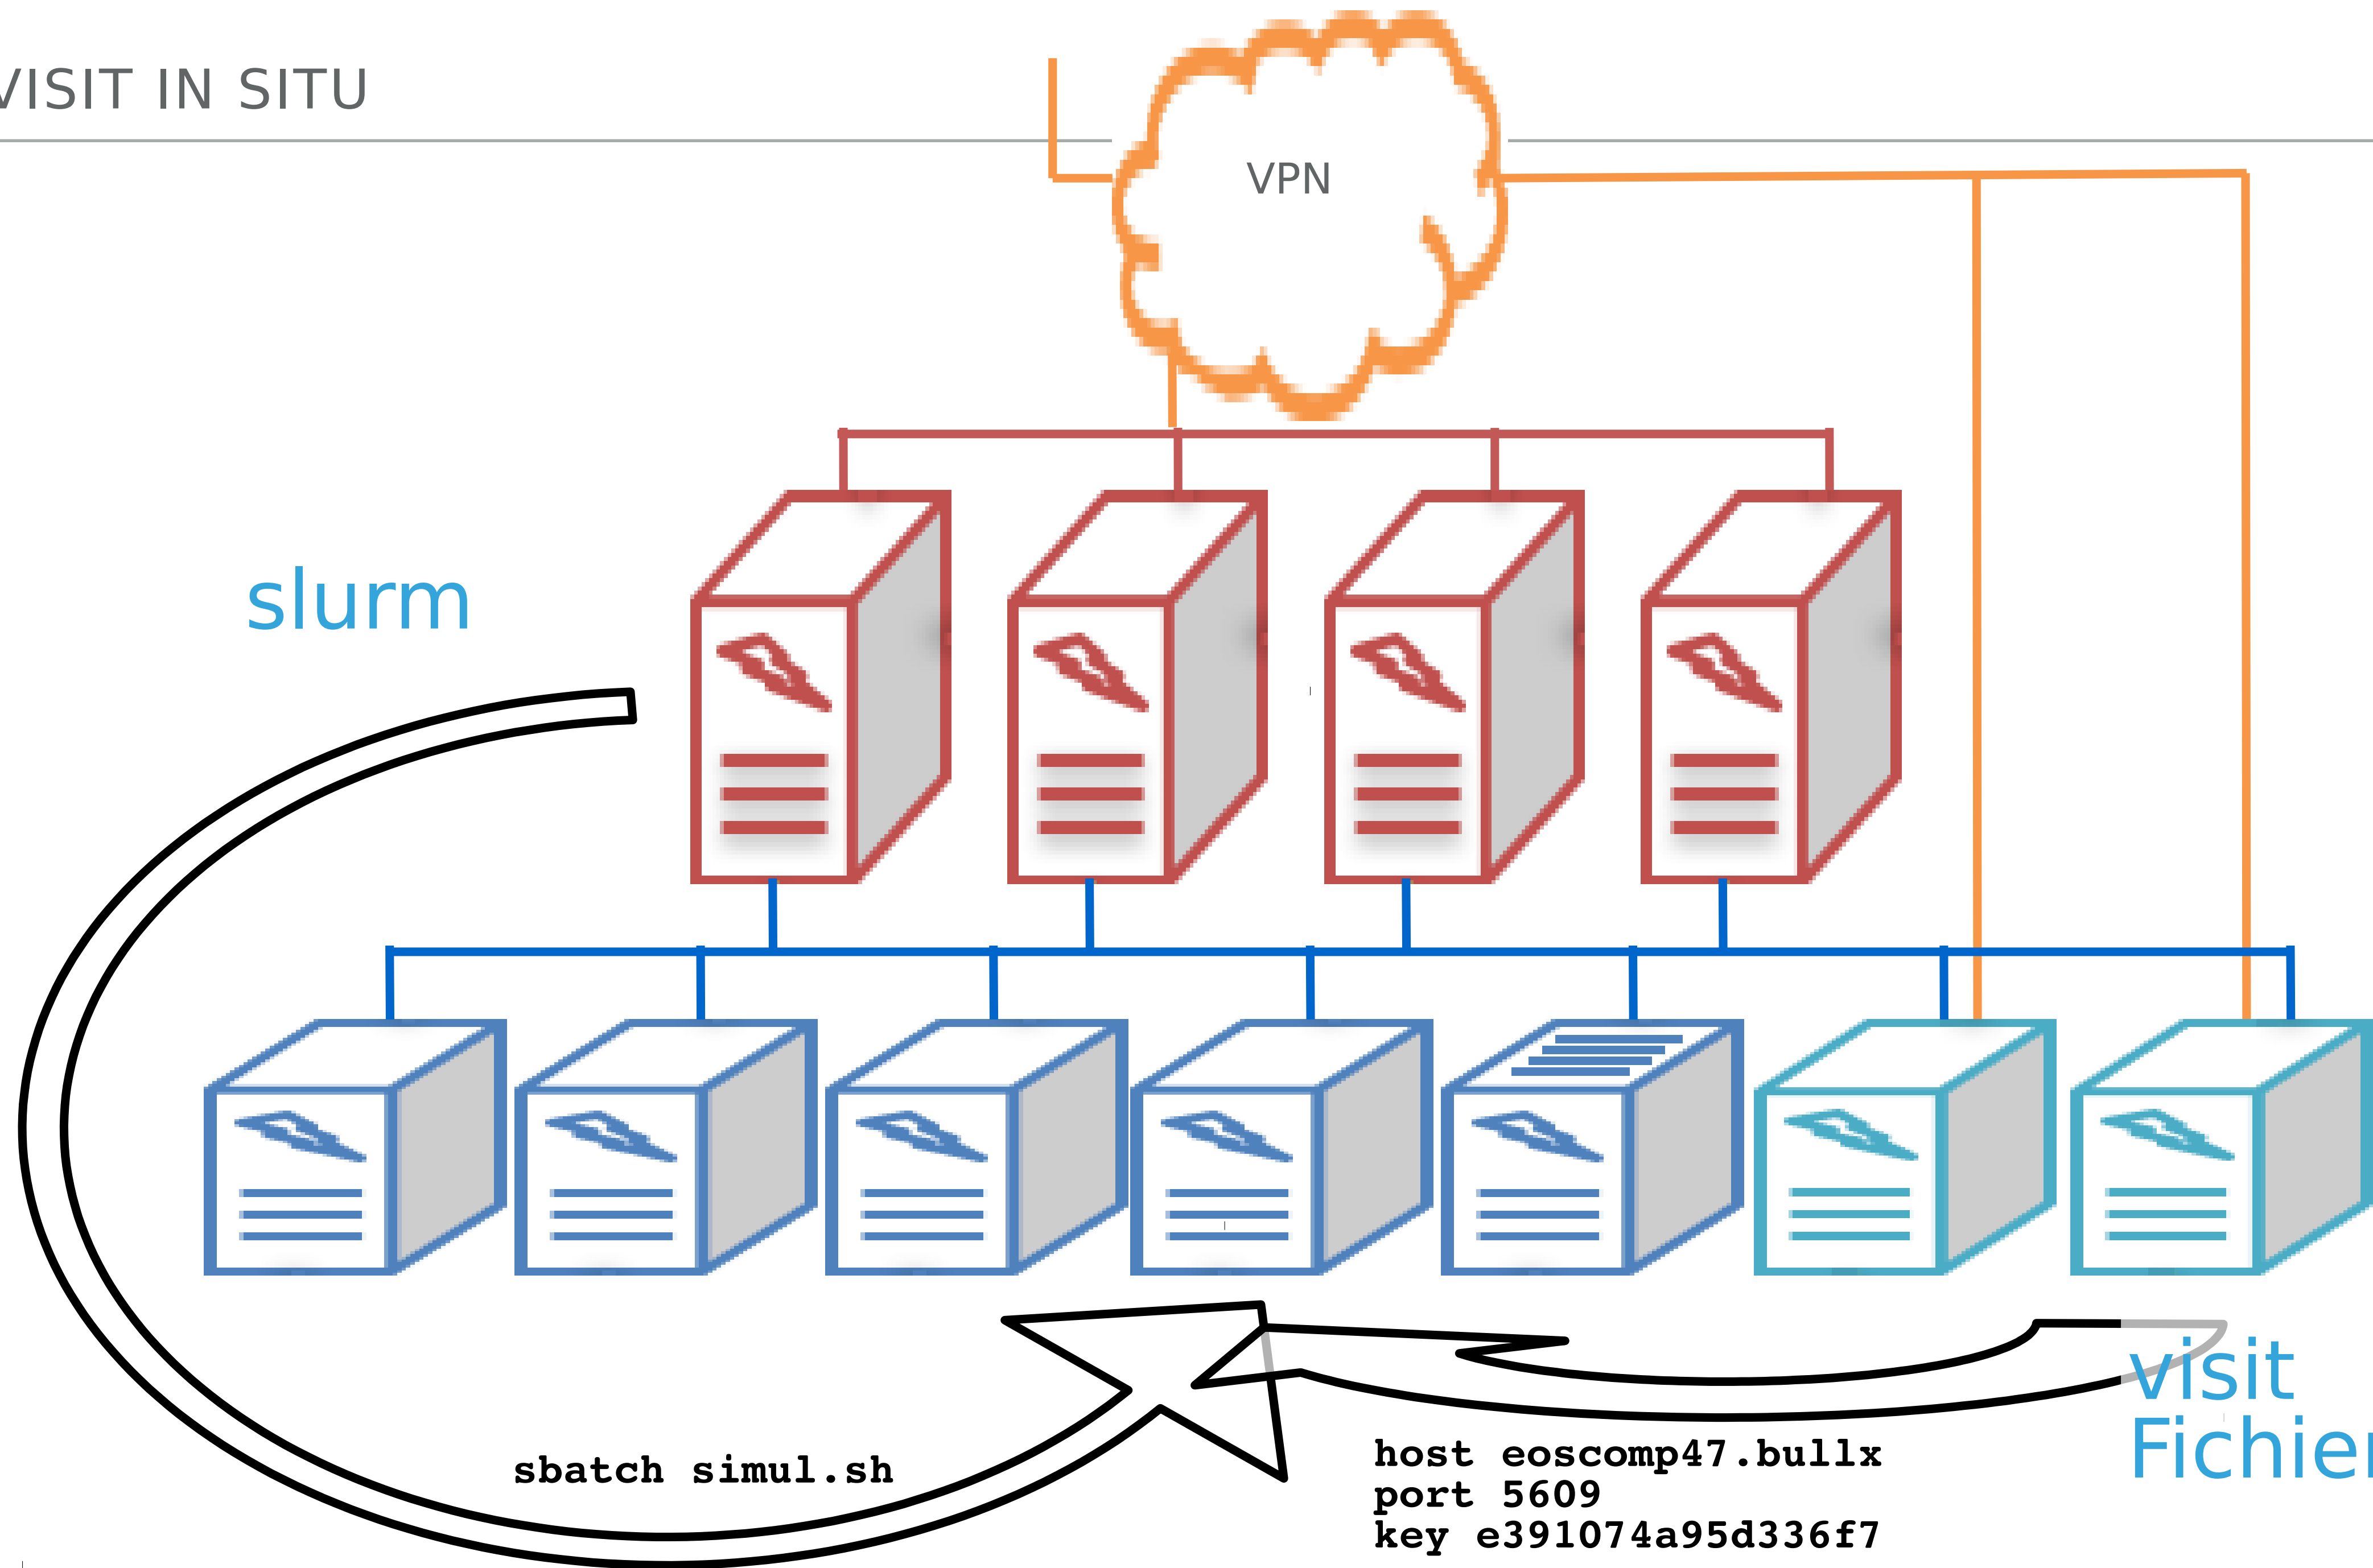 VISIT IN SITU
VPN
slurm
visit
Fichier
sbatch simul.sh
host eoscomp47.bullx
port 5609
key e391074a95d336f7